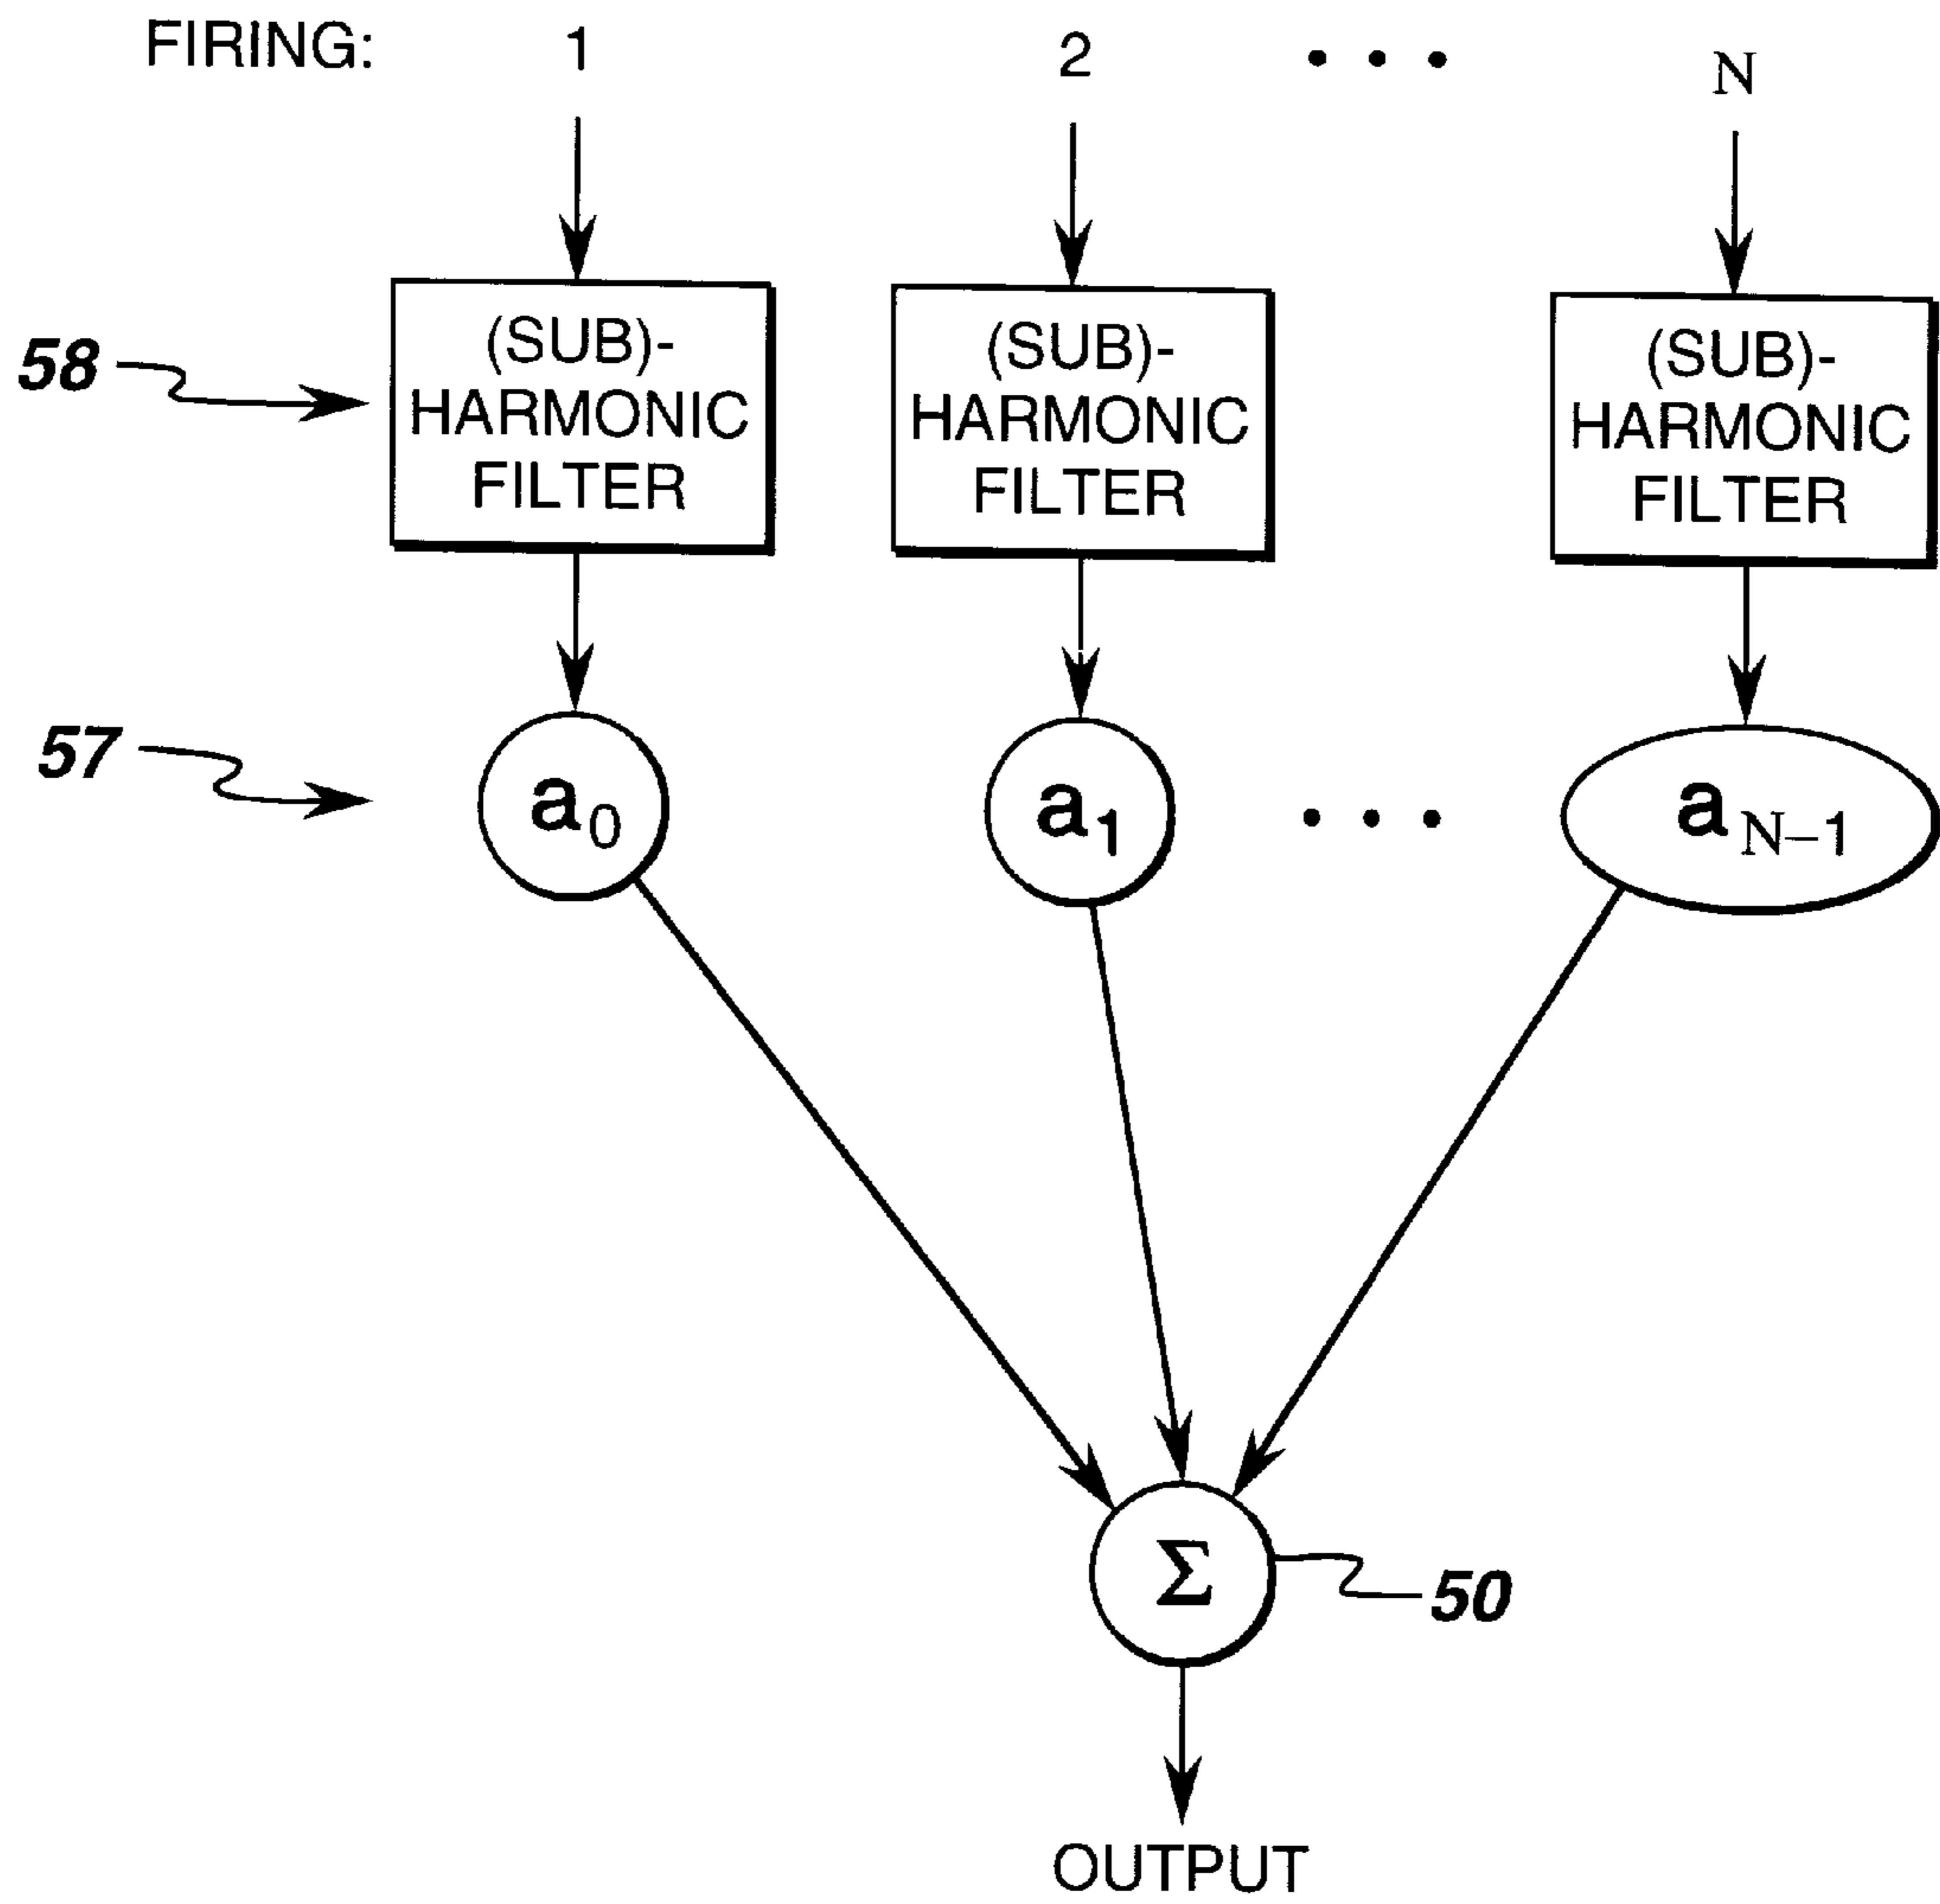 FIRING: 1 2 • • • N
(SUB)- (SUB)- (SUB)-
58 HARMONIC HARMONIC HARMONIC
FILTER FILTER FILTER
57 a0 a1 • • • aN–1
Σ 50
OUTPUT